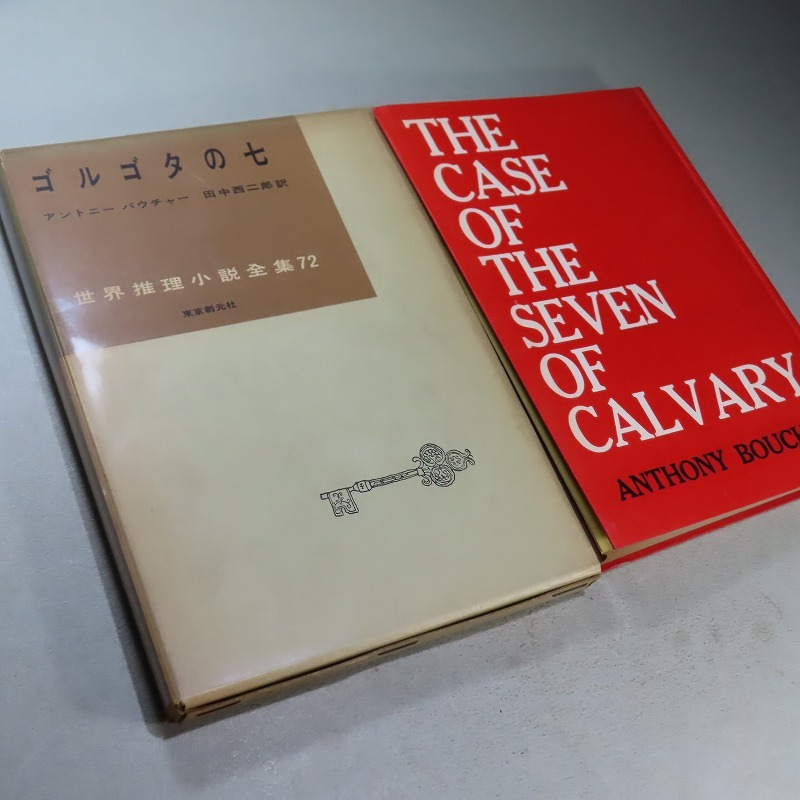 ゴルゴタの七
アントニー バウチャー 田中西二郎訳
世界推理小説全集72
東京創元社
THE
CASE
OF
THE
SEVEN
OF
CALVARY
ANTHONY BOUCH